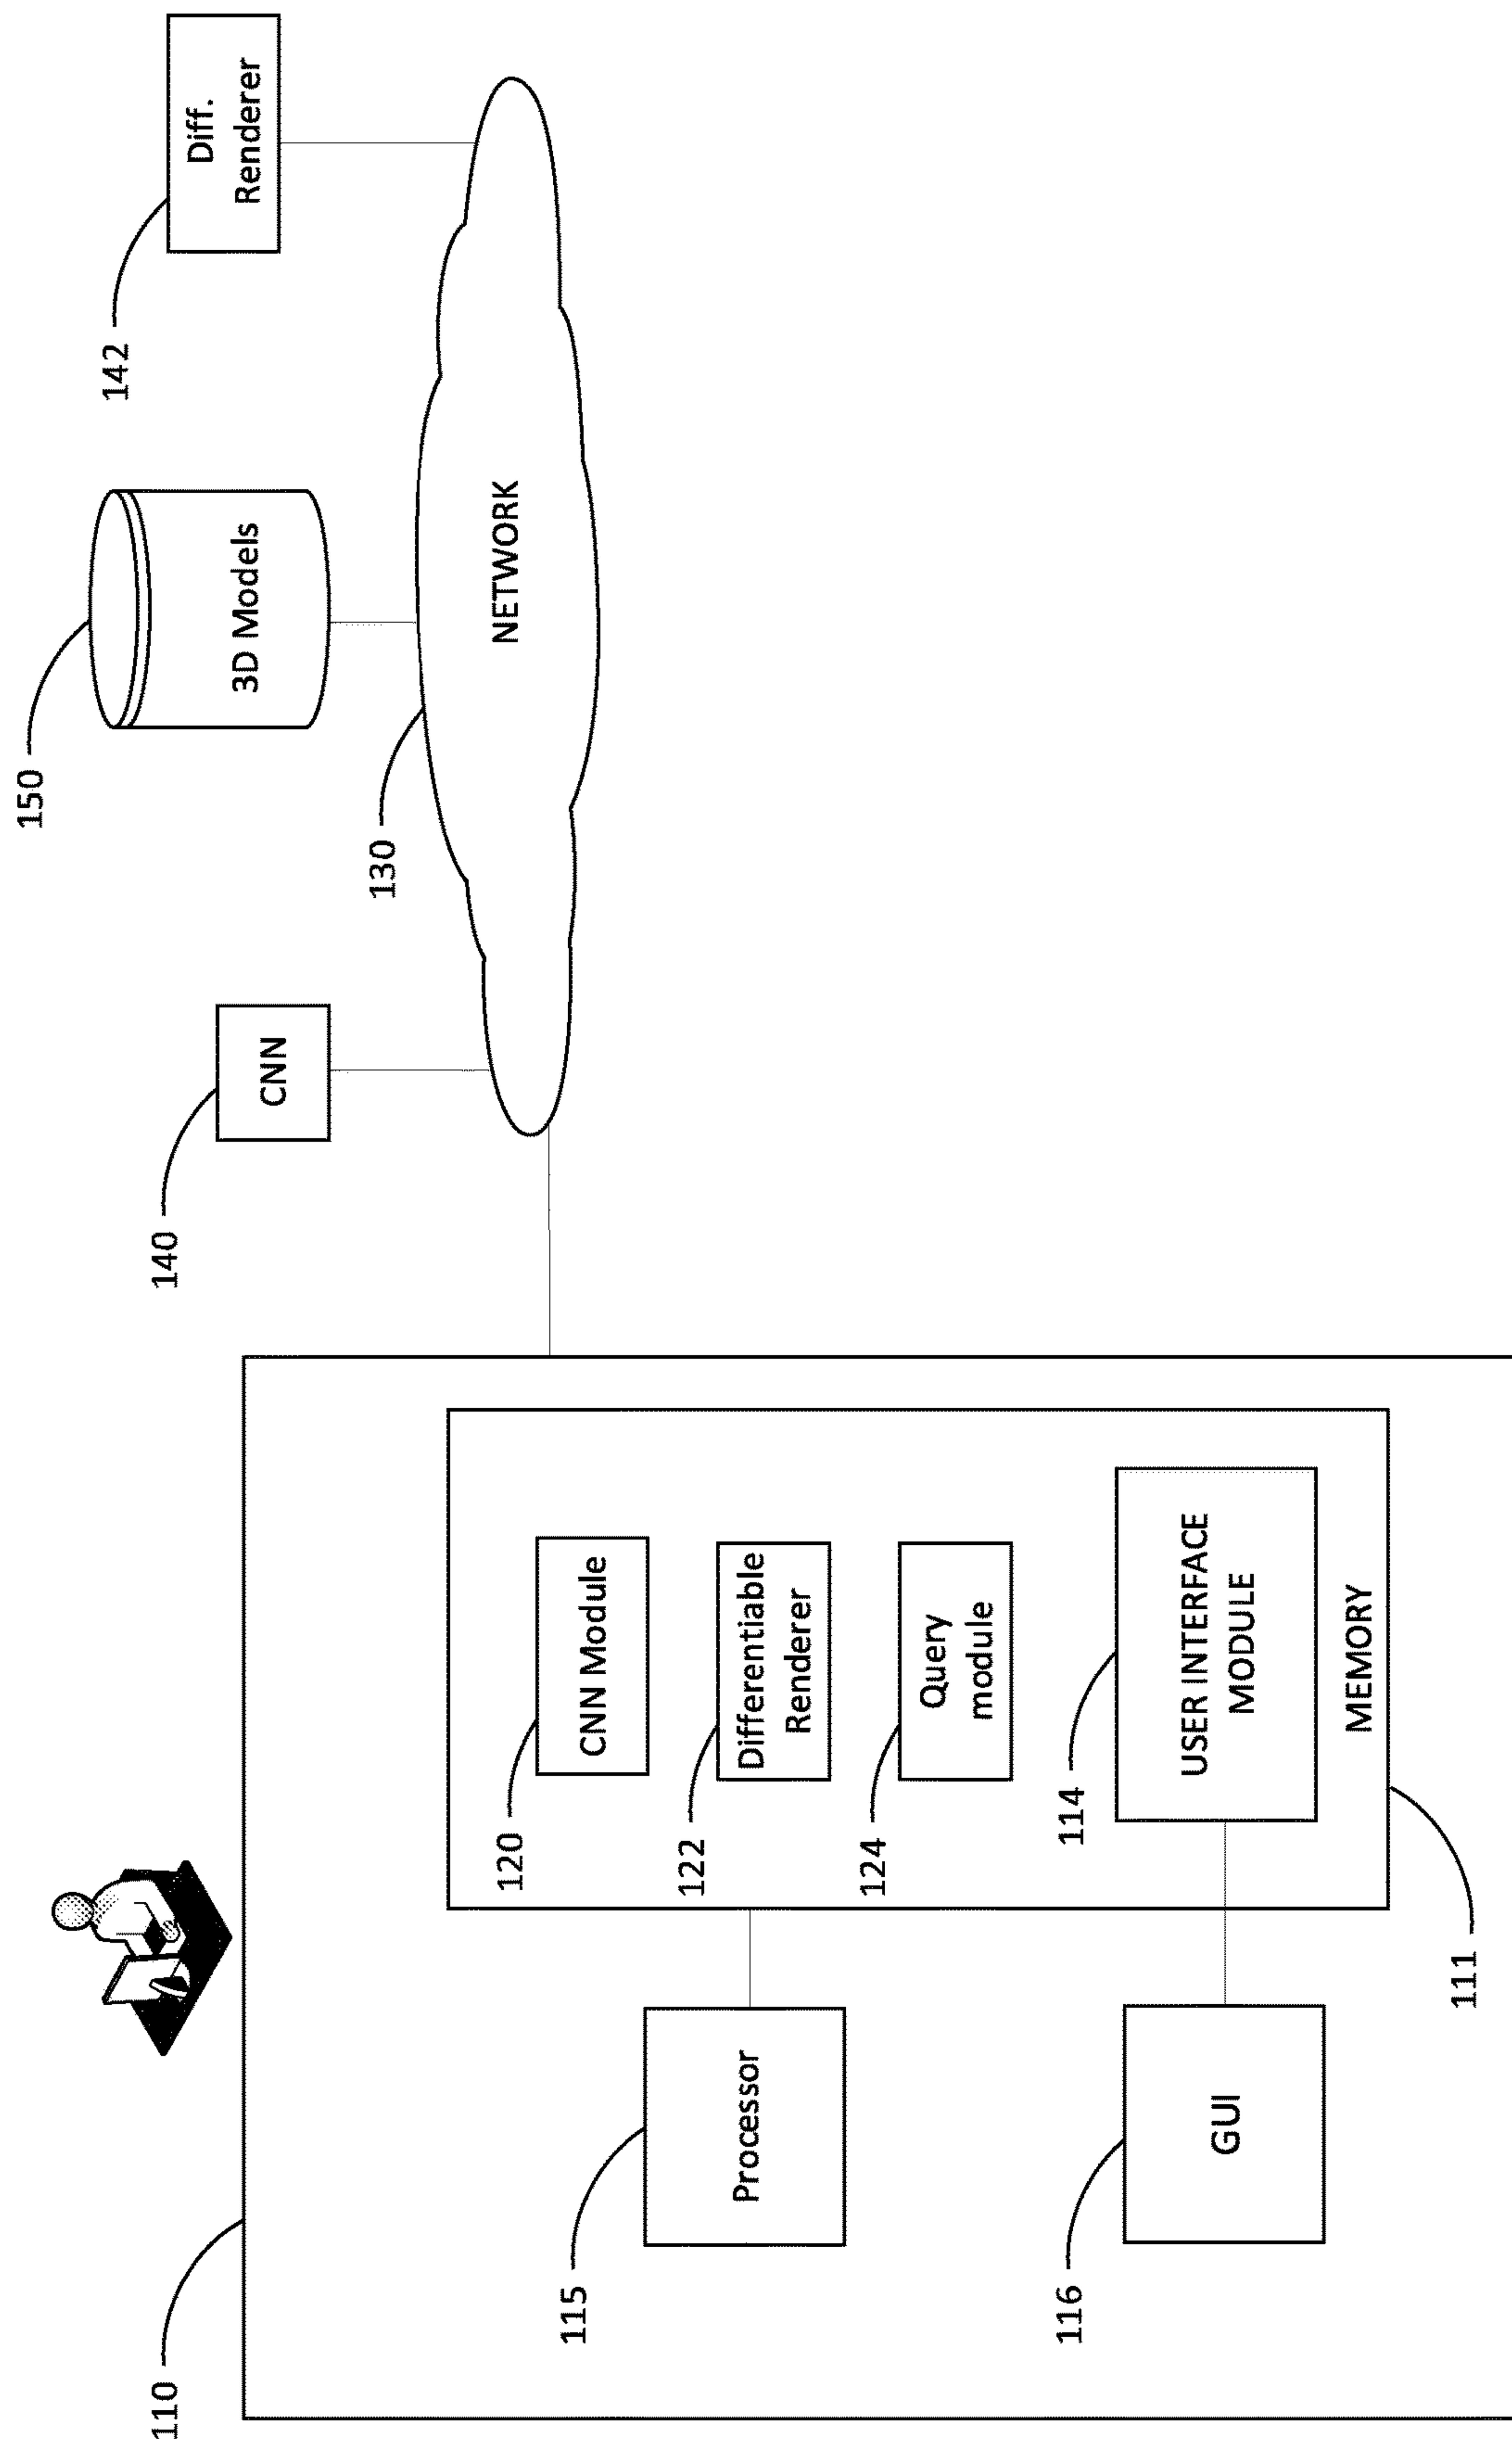 110
115
Processor
116
GUI
120
CNN Module
122
Differentiable
Renderer
124
Query
module
114
USER INTERFACE
MODULE
MEMORY
111
140
CNN
150
3D Models
130
NETWORK
142
Diff.
Renderer